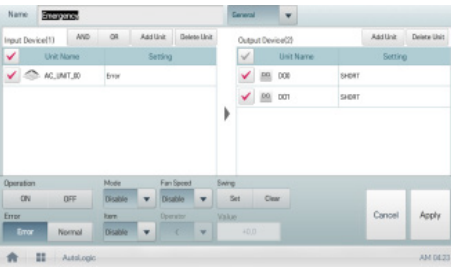 Name Emergency General
Input Device(1) AND OR Add Unit Delete Unit
Unit Name Setting
AC_UNIT_00 Error
Output Device(2) Add Unit Delete Unit
Unit Name Setting
DO0 SHORT
DO1 SHORT
Operation Mode Fan Speed Swing
ON OFF Disable Disable Set Clear
Error Item Operator Value
Error Normal Disable +0.0
Cancel Apply
AutoLogic AM 04:23